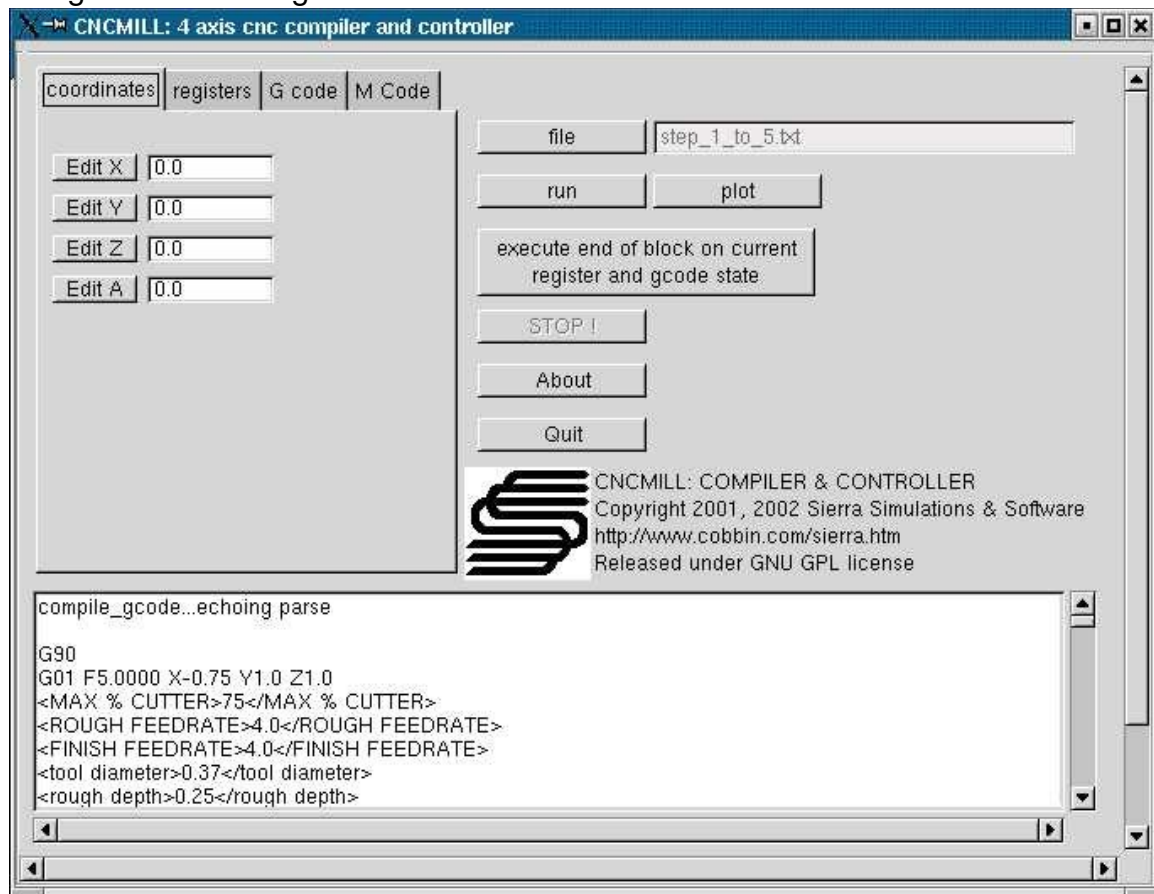 CNCMILL: 4 axis cnc compiler and controller
coordinates registers G code M Code
file step_1_to_5.txt
Edit X 0.0
run plot
Edit Y 0.0
Edit Z 0.0
execute end of block on current
register and gcode state
Edit A 0.0
STOP !
About
Quit
CNCMILL: COMPILER & CONTROLLER
Copyright 2001, 2002 Sierra Simulations & Software
http://www.cobbin.com/sierra.htm
Released under GNU GPL license
compile_gcode...echoing parse
G90
G01 F5.0000 X-0.75 Y1.0 Z1.0
<MAX % CUTTER>75</MAX % CUTTER>
<ROUGH FEEDRATE>4.0</ROUGH FEEDRATE>
<FINISH FEEDRATE>4.0</FINISH FEEDRATE>
<tool diameter>0.37</tool diameter>
<rough depth>0.25</rough depth>